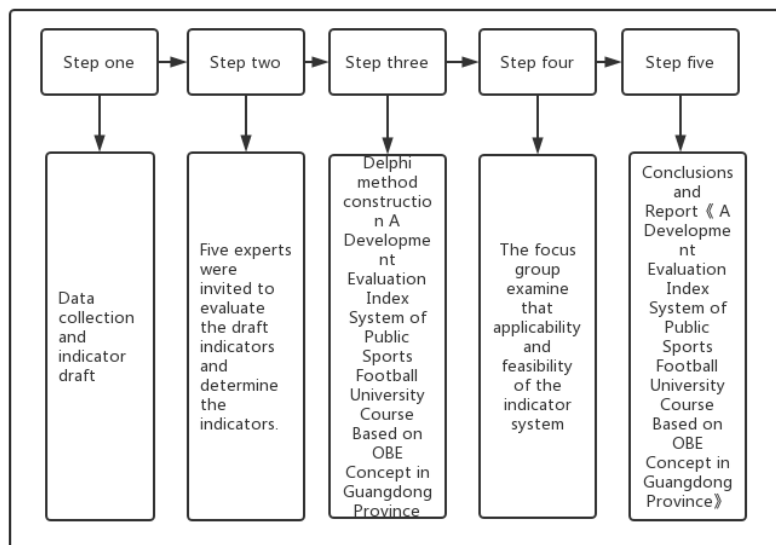 Step one
Step two
Step three
Step four
Step five
Data
collection
and
indicator
draft
Five experts
were
invited to
evaluate
the draft
indicators
and
determine
the
indicators.
Delphi
method
constructio
n A
Developme
nt
Evaluation
Index
System of
Public
Sports
Football
University
Course
Based on
OBE
Concept in
Guangdong
Province
The focus
group
examine
that
applicability
and
feasibility
of the
indicator
system
Conclusions
and
Report《 A
Developme
nt
Evaluation
Index
System of
Public
Sports
Football
University
Course
Based on
OBE
Concept in
Guangdong
Province》